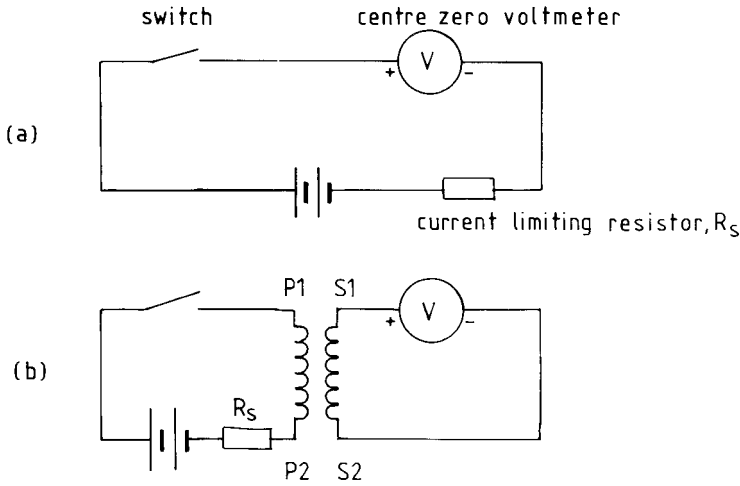 switch
centre zero voltmeter
V
+ -
(a)
current limiting resistor, Rs
P1 S1
V
+ -
(b)
Rs
P2 S2